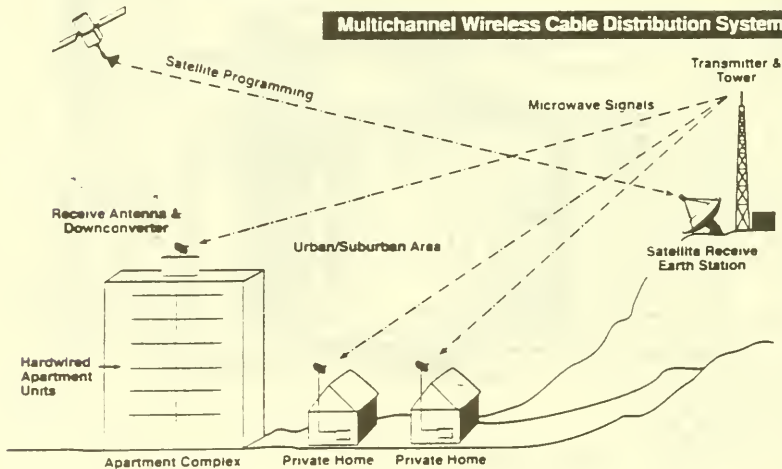 Multichannel Wireless Cable Distribution System
Satellite Programming
Transmitter &
Tower
Microwave Signals
Receive Antenna &
Downconverter
Urban/Suburban Area
Satellite Receive
Earth Station
Hardwired
Apartment
Units
Apartment Complex
Private Home
Private Home